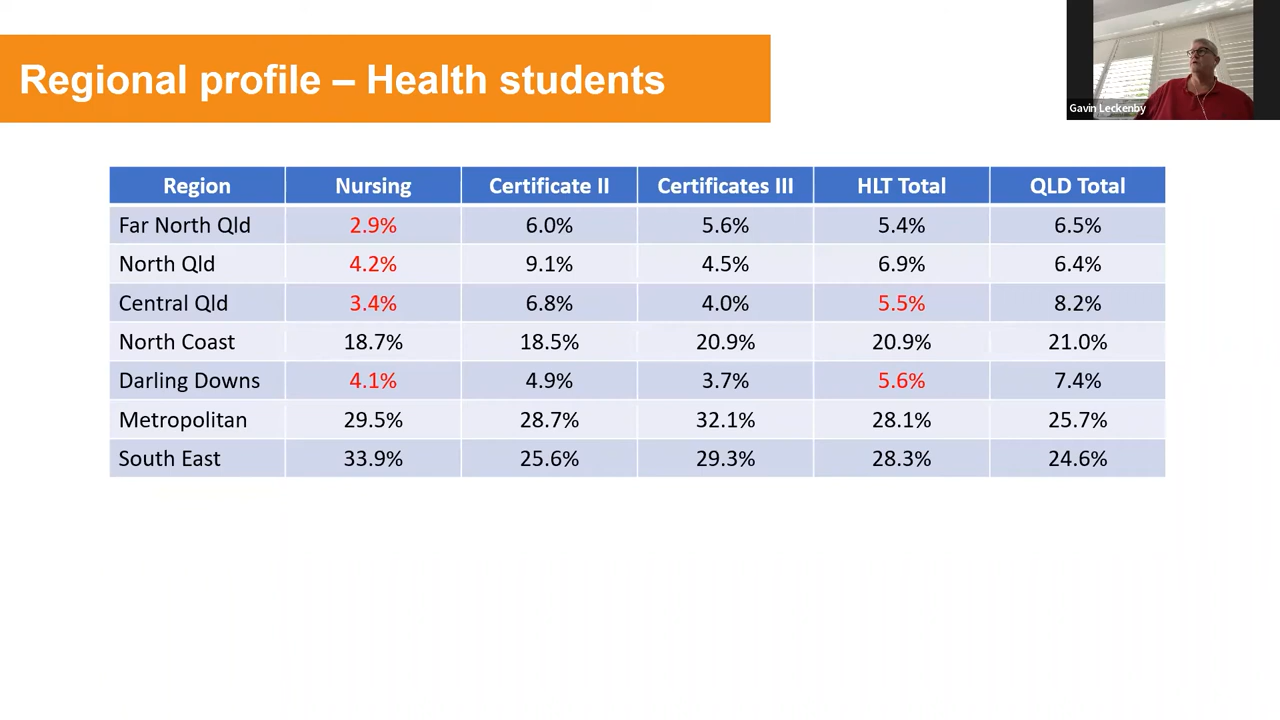 Regional profile – Health students
Gavin Leckenby
Region Nursing Certificate II Certificates III HLT Total QLD Total
Far North Qld 2.9% 6.0% 5.6% 5.4% 6.5%
North Qld 4.2% 9.1% 4.5% 6.9% 6.4%
Central Qld 3.4% 6.8% 4.0% 5.5% 8.2%
North Coast 18.7% 18.5% 20.9% 20.9% 21.0%
Darling Downs 4.1% 4.9% 3.7% 5.6% 7.4%
Metropolitan 29.5% 28.7% 32.1% 28.1% 25.7%
South East 33.9% 25.6% 29.3% 28.3% 24.6%